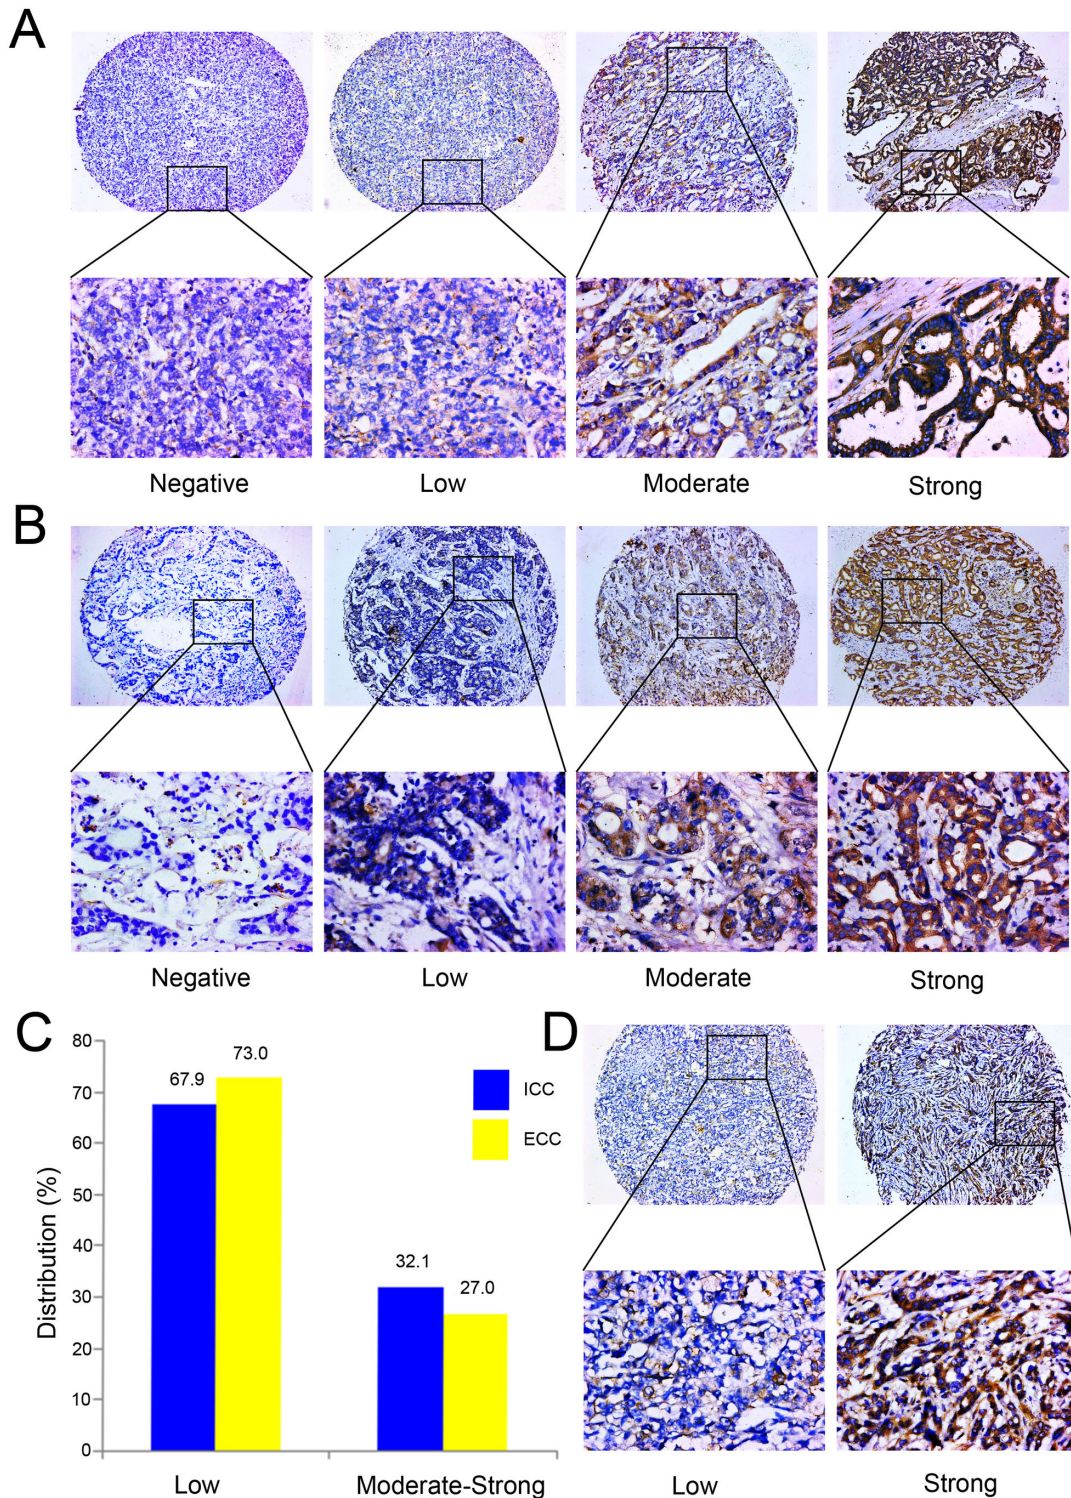 A
Negative Low Moderate Strong
B
Negative Low Moderate Strong
C
80
70
60
50
40
30
20
10
0
Distribution (%)
67.9
73.0
32.1
27.0
ICC
ECC
Low Moderate-Strong
D
Low Strong